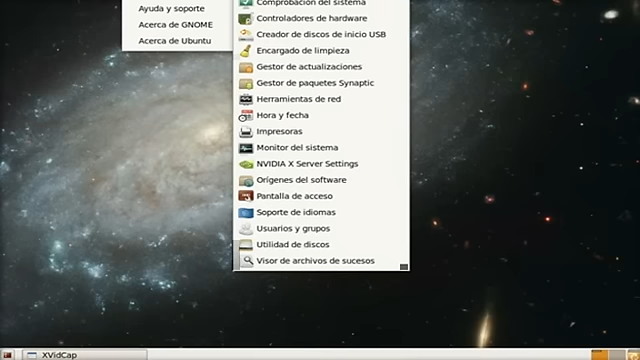 Ayuda y soporte
Acerca de GNOME
Acerca de Ubuntu
Comprobación del sistema
Controladores de hardware
Creador de discos de inicio USB
Encargado de limpieza
Gestor de actualizaciones
Gestor de paquetes Synaptic
Herramientas de red
Hora y fecha
Impresoras
Monitor del sistema
NVIDIA X Server Settings
Orígenes del software
Pantalla de acceso
Soporte de idiomas
Usuarios y grupos
Utilidad de discos
Visor de archivos de sucesos
XVidCap